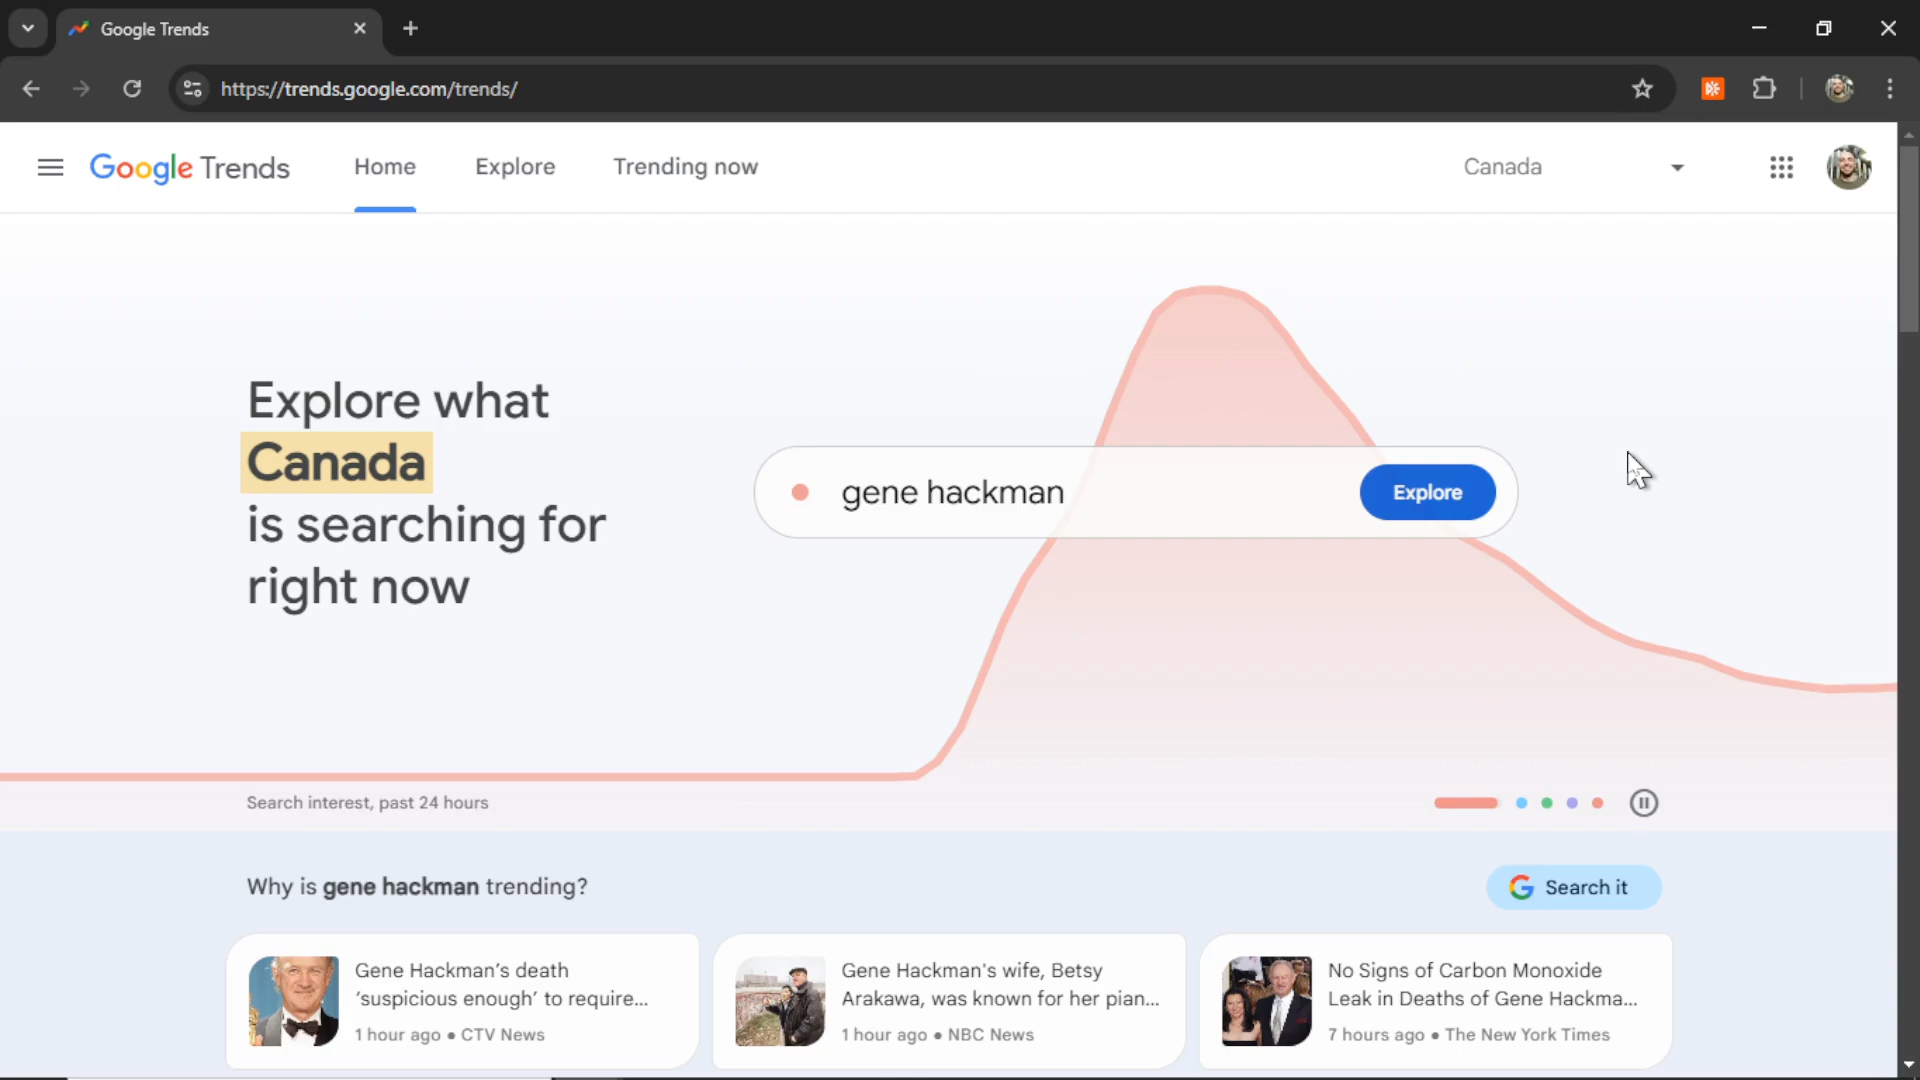 Google Trends
https://trends.google.com/trends/
Google Trends
Home
Explore
Trending now
Canada
Explore what
Canada
is searching for
right now
gene hackman
Explore
Search interest, past 24 hours
Why is gene hackman trending?
Search it
Gene Hackman’s death
‘suspicious enough’ to require...
1 hour ago • CTV News
Gene Hackman's wife, Betsy
Arakawa, was known for her pian...
1 hour ago • NBC News
No Signs of Carbon Monoxide
Leak in Deaths of Gene Hackma...
7 hours ago • The New York Times